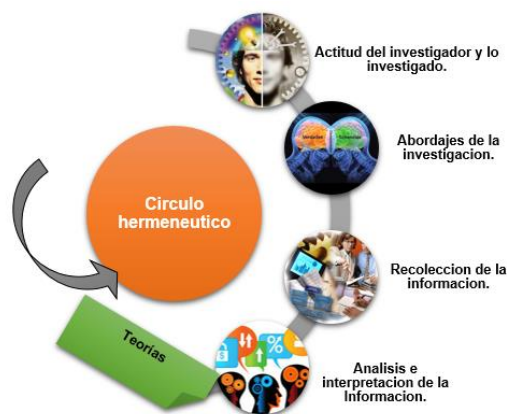 Actitud del investigador y lo
investigado.
Abordajes de la
investigacion.
Circulo
hermeneutico
Recoleccion de la
informacion.
Teorías
Analisis e
interpretacion de la
Informacion.